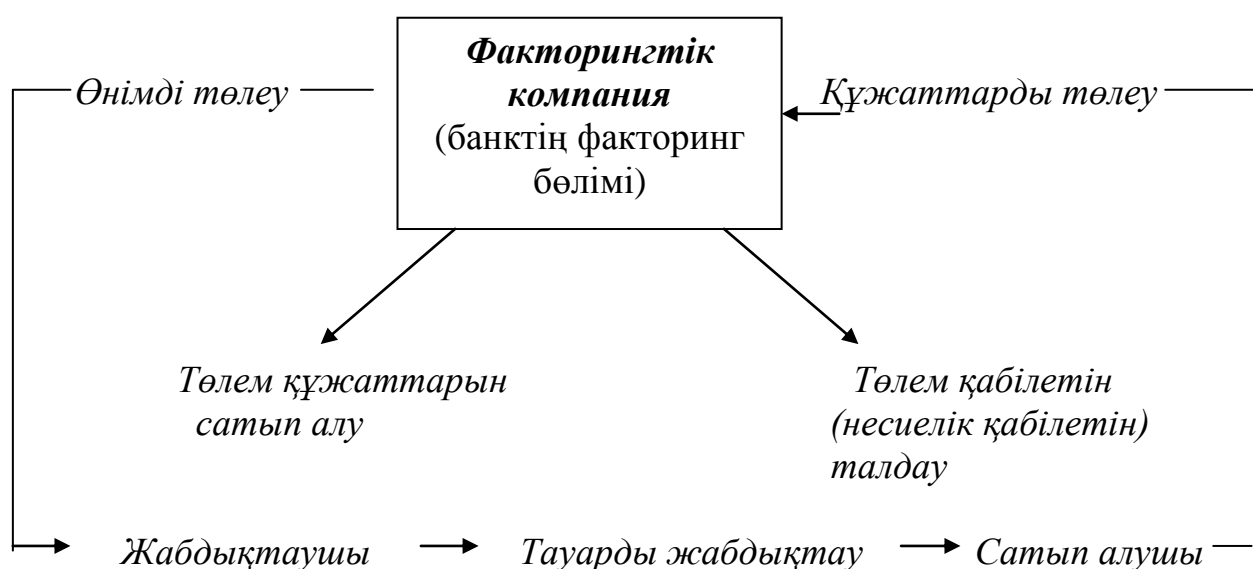 Факторингтік
компания
(банктің факторинг
бөлімі)
Өнімді төлеу
Құжаттарды төлеу
Төлем құжаттарын
сатып алу
Төлем қабілетін
(несиелік қабілетін)
талдау
Жабдықтаушы
Тауарды жабдықтау
Сатып алушы